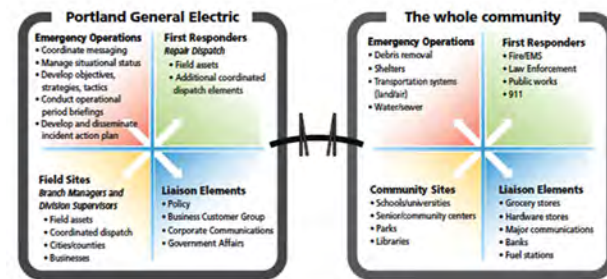 Portland General Electric
Emergency Operations
• Coordinate messaging
• Manage situational status
• Develop objectives,
strategies, tactics
• Conduct operational
period briefings
• Develop and disseminate
incident action plan
First Responders
Repair Dispatch
• Field assets
• Additional coordinated
dispatch elements
Field Sites
Branch Managers and
Division Supervisors
• Field assets
• Coordinated dispatch
• Cities/counties
• Businesses
Liaison Elements
• Policy
• Business Customer Group
• Corporate Communications
• Government Affairs
The whole community
Emergency Operations
• Debris removal
• Shelters
• Transportation systems
(land/air)
• Water/sewer
First Responders
• Fire/EMS
• Law Enforcement
• Public works
• 911
Community Sites
• Schools/universities
• Senior/community centers
• Parks
• Libraries
Liaison Elements
• Grocery stores
• Hardware stores
• Major communications
• Banks
• Fuel stations